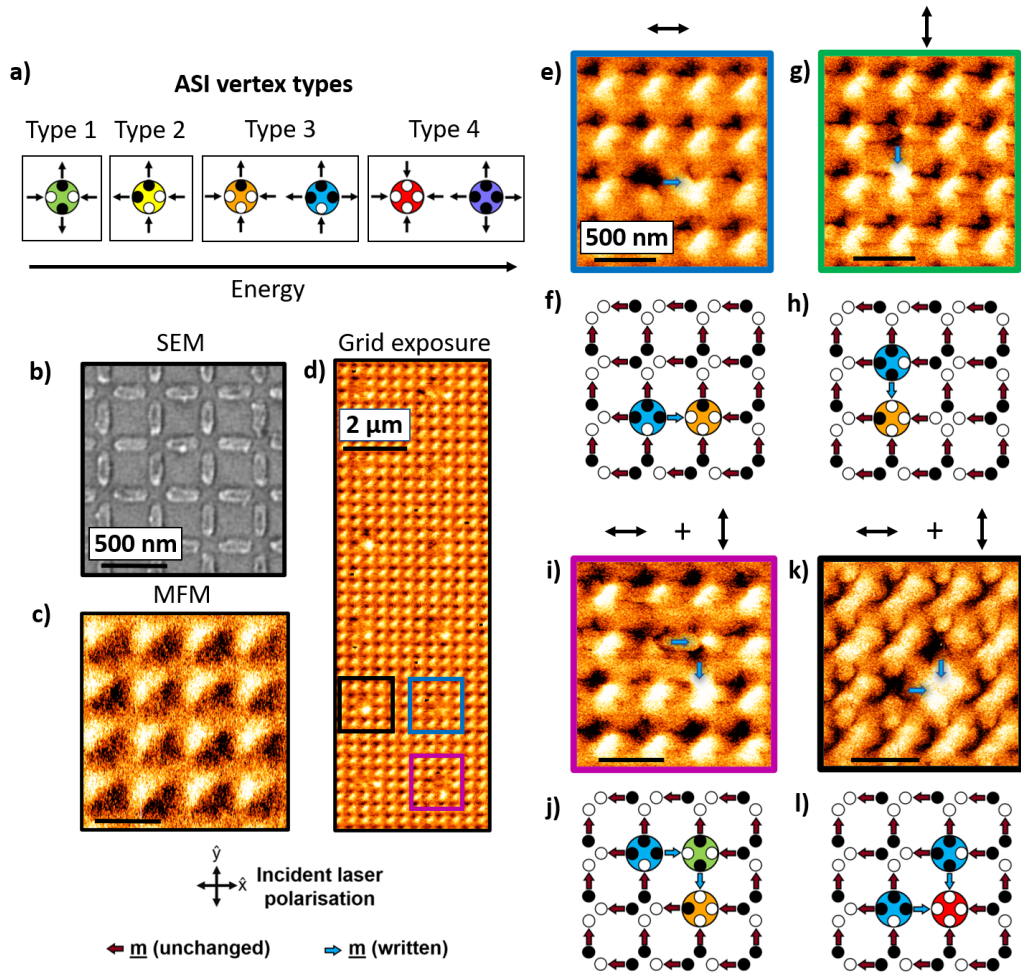 a)
ASI vertex types
Type 1 Type 2 Type 3 Type 4
Energy
SEM
b)
500 nm
MFM
c)
Grid exposure
d)
2 µm
ŷ
x̂
Incident laser
polarisation
m (unchanged)
m (written)
e)
500 nm
g)
f)
h)
+
+
i)
k)
j)
l)